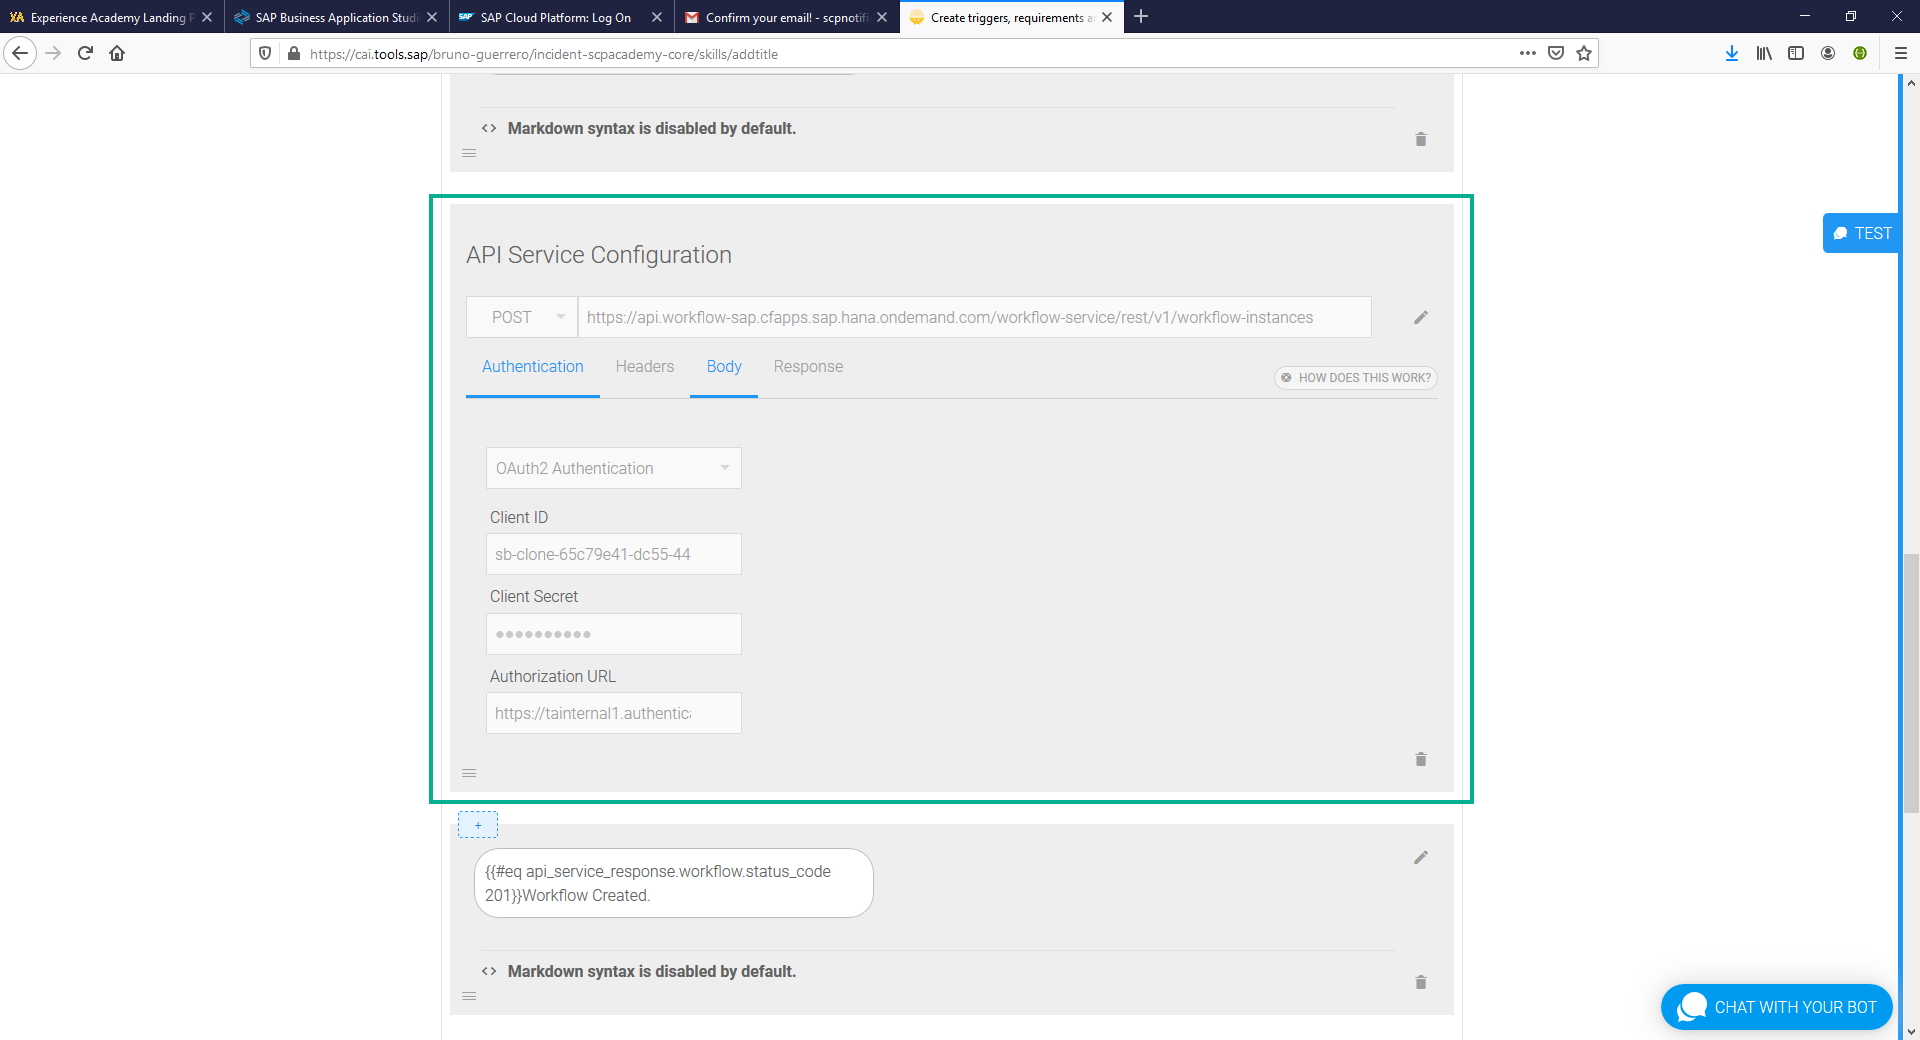 Experience Academy Landing P
SAP Business Application Studi
SAP Cloud Platform: Log On
Confirm your email! - scpnotifi
Create triggers, requirements a
https://cai.tools.sap/bruno-guerrero/incident-scpacademy-core/skills/addtitle
<> Markdown syntax is disabled by default.
TEST
API Service Configuration
POST https://api.workflow-sap.cfapps.sap.hana.ondemand.com/workflow-service/rest/v1/workflow-instances
Authentication Headers Body Response
HOW DOES THIS WORK?
OAuth2 Authentication
Client ID
sb-clone-65c79e41-dc55-44
Client Secret
●●●●●●●●●●
Authorization URL
https://tainternal1.authentica
+
{{#eq api_service_response.workflow.status_code
201}}Workflow Created.
<> Markdown syntax is disabled by default.
CHAT WITH YOUR BOT